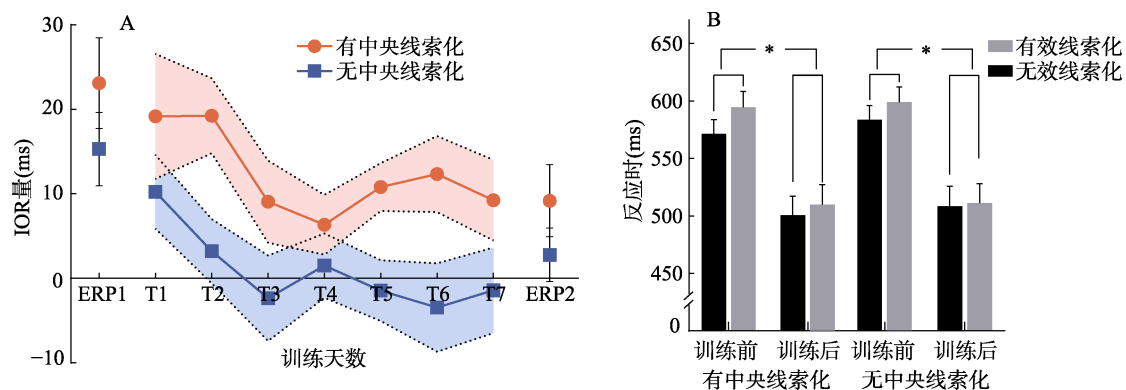 A
30
20
10
0
−10
IOR量(ms)
有中央线索化
无中央线索化
ERP1 T1 T2 T3 T4 T5 T6 T7 ERP2
训练天数
B
650
600
550
500
450
0
反应时(ms)
* *
有效线索化
无效线索化
训练前 训练后 训练前 训练后
有中央线索化 无中央线索化